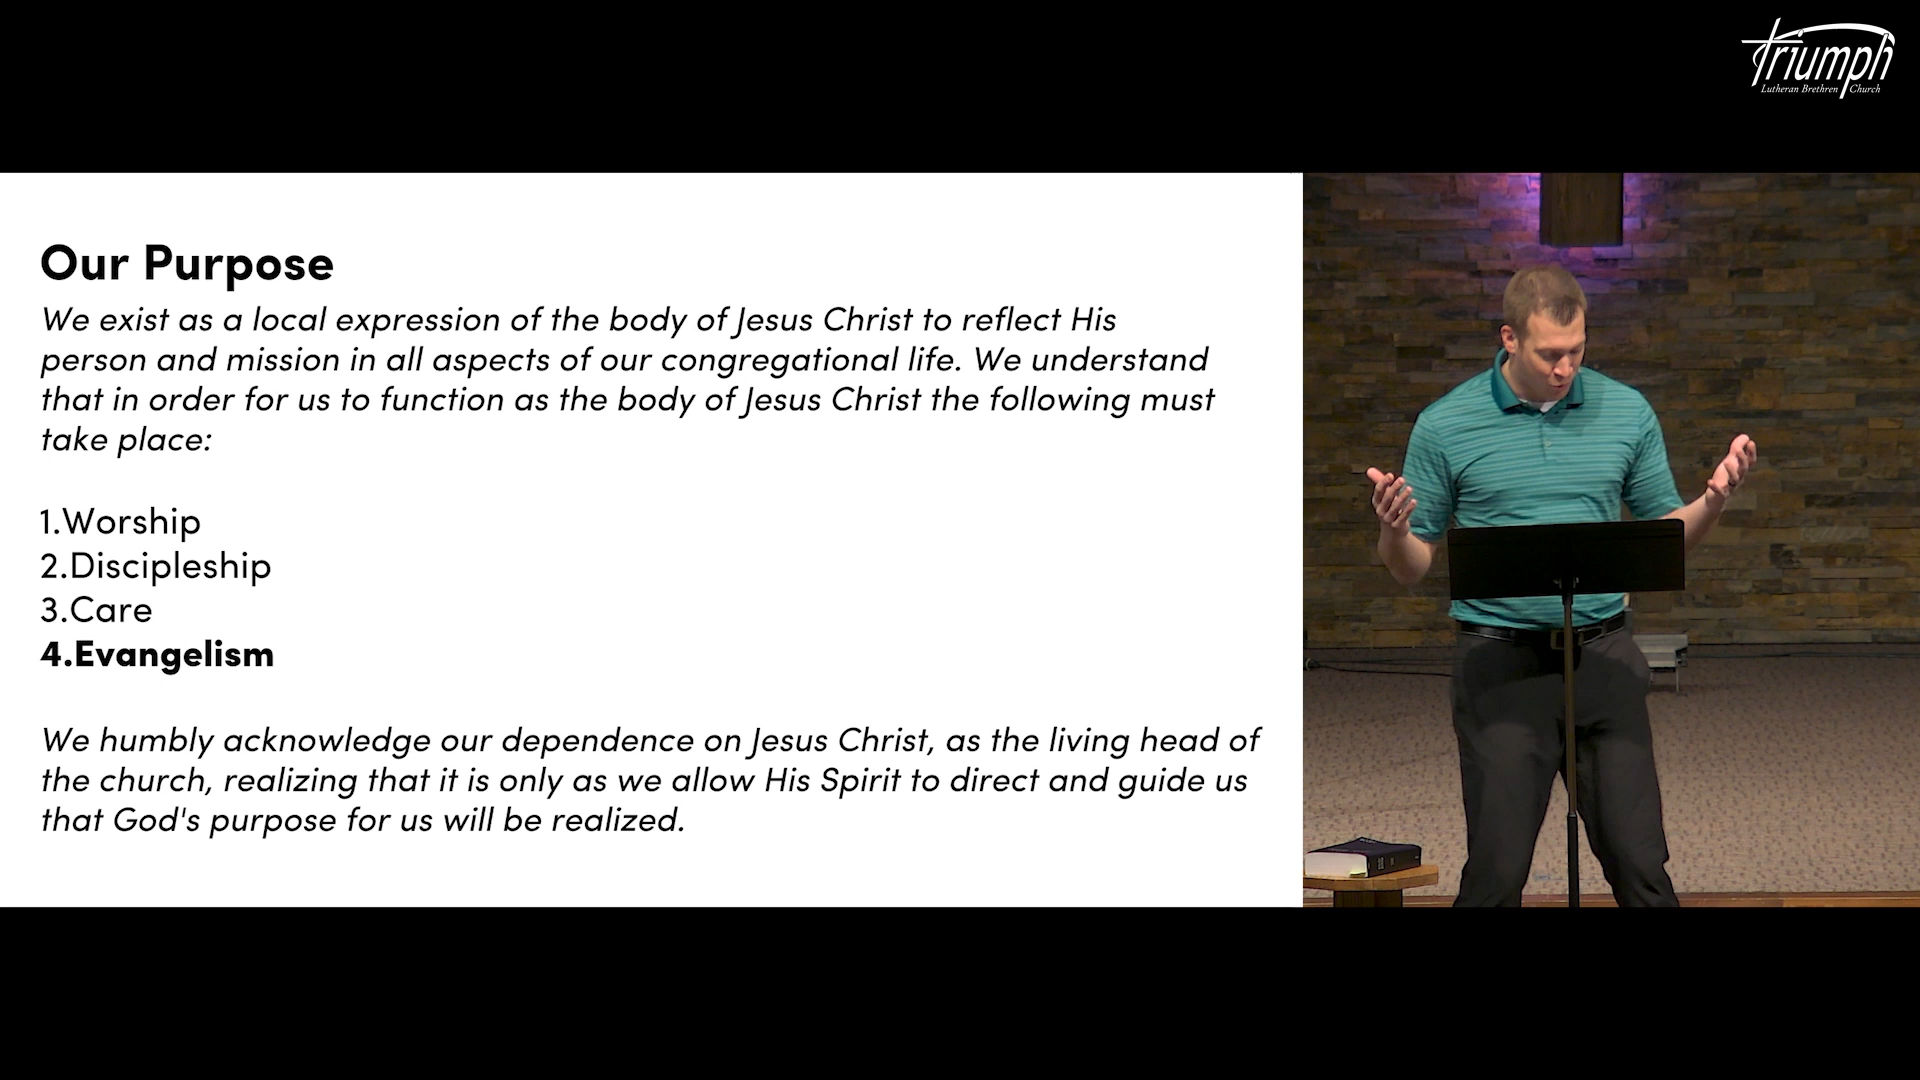 triumph
Lutheran Brethren Church
Our Purpose
We exist as a local expression of the body of Jesus Christ to reflect His
person and mission in all aspects of our congregational life. We understand
that in order for us to function as the body of Jesus Christ the following must
take place:
1.Worship
2.Discipleship
3.Care
4.Evangelism
We humbly acknowledge our dependence on Jesus Christ, as the living head of
the church, realizing that it is only as we allow His Spirit to direct and guide us
that God's purpose for us will be realized.